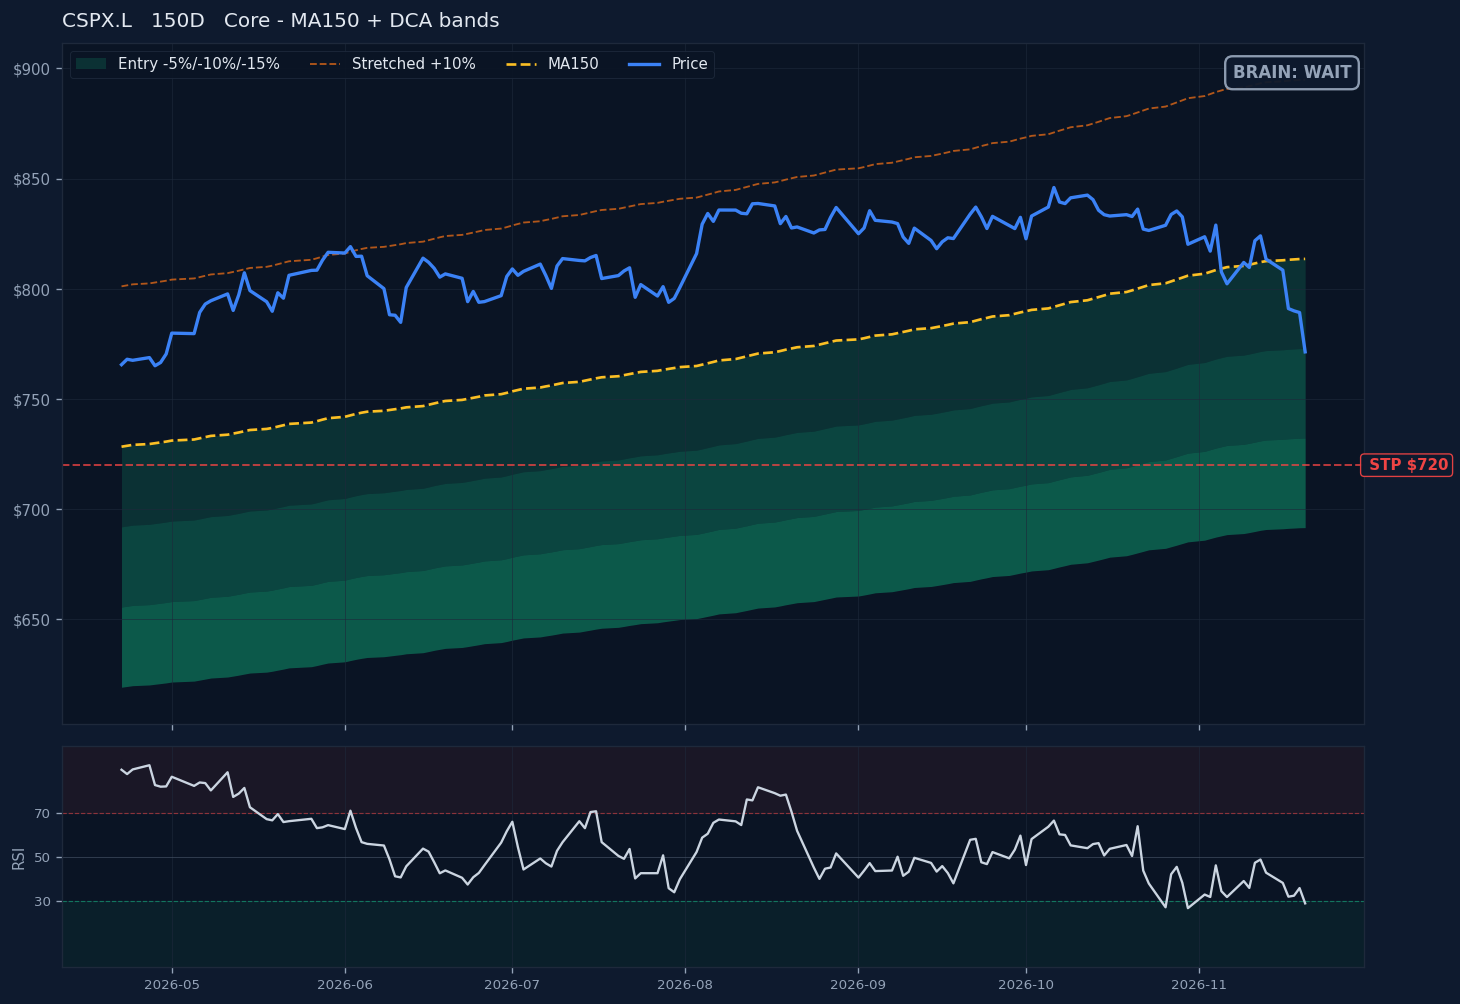 CSPX.L   150D   Core - MA150 + DCA bands
Entry -5%/-10%/-15%   Stretched +10%   MA150   Price
BRAIN: WAIT
$900
$850
$800
$750
$700
$650
STP $720
RSI
70
50
30
2026-05   2026-06   2026-07   2026-08   2026-09   2026-10   2026-11